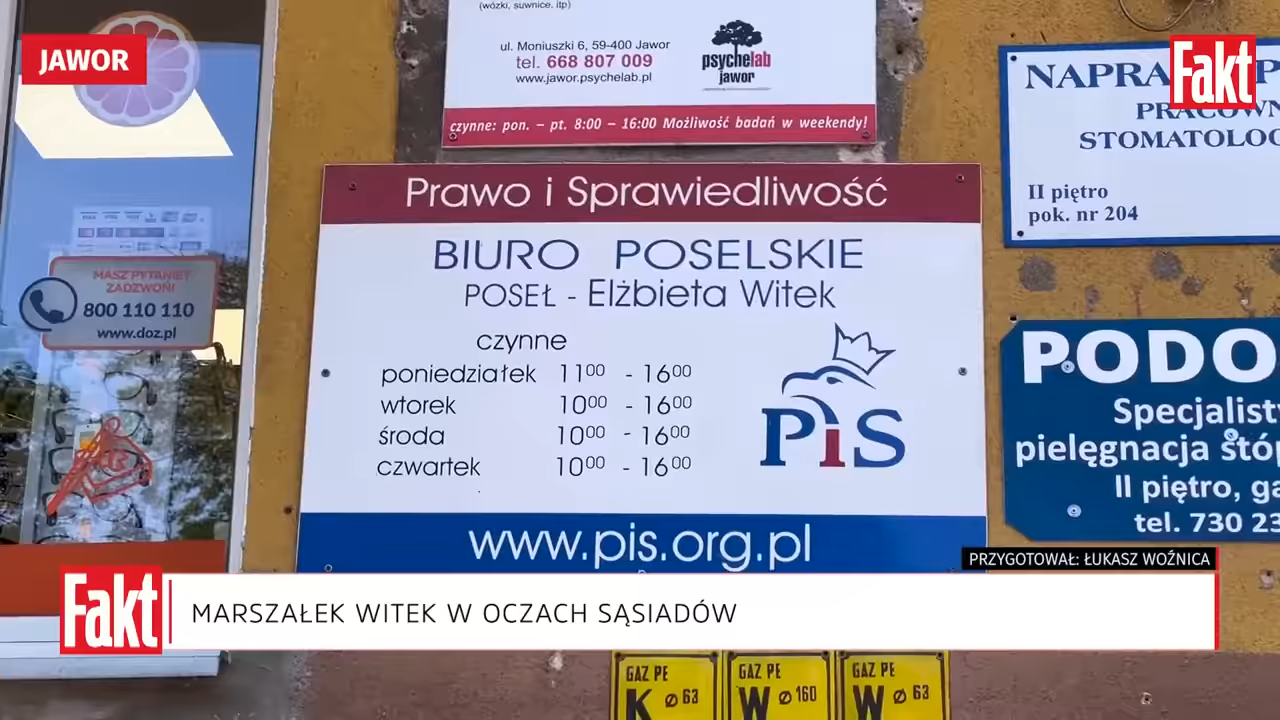 (wózki, suwnice. itp)
JAWOR
ul. Moniuszki 6, 59-400 Jawor
tel. 668 807 009
www.jawor.psychelab.pl
psychelab
jawor
czynne: pon. – pt. 8:00 – 16:00 Możliwość badań w weekendy!
Fakt
NAPRA
PRACOWN
STOMATOLOG
II piętro
pok. nr 204
Prawo i Sprawiedliwość
BIURO POSELSKIE
POSEŁ - Elżbieta Witek
czynne
poniedziałek 11⁰⁰ - 16⁰⁰
wtorek 10⁰⁰ - 16⁰⁰
środa 10⁰⁰ - 16⁰⁰
czwartek 10⁰⁰ - 16⁰⁰
PiS
www.pis.org.pl
MASZ PYTANIE?
ZADZWOŃ!
800 110 110
www.doz.pl
PODO
Specjalist
pielęgnacja stóp
II piętro, ga
tel. 730 23
PRZYGOTOWAŁ: ŁUKASZ WOŹNICA
Fakt
MARSZAŁEK WITEK W OCZACH SĄSIADÓW
GAZ PE
K ⌀ 63
GAZ PE
W ⌀ 160
GAZ PE
W ⌀ 63